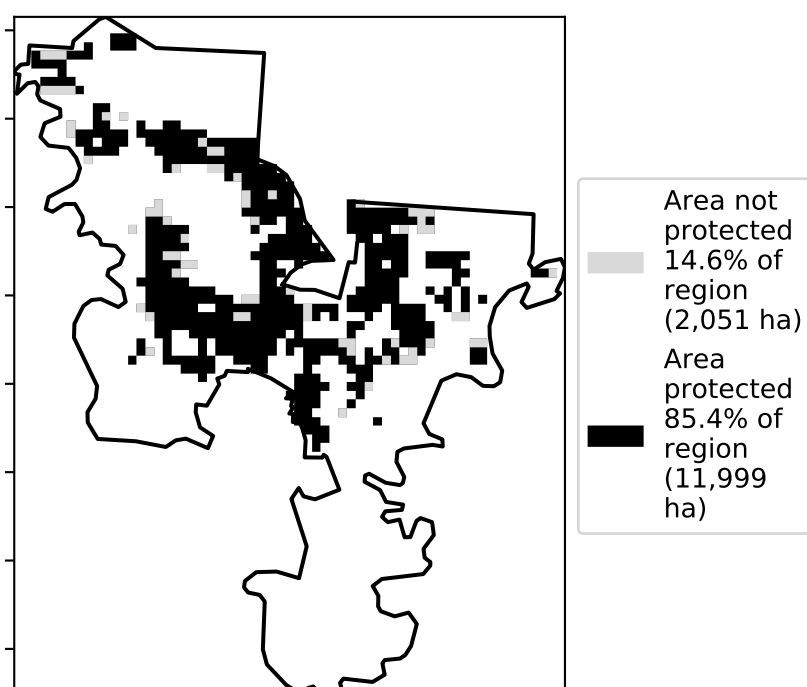 Area not
protected
14.6% of
region
(2,051 ha)
Area
protected
85.4% of
region
(11,999
ha)